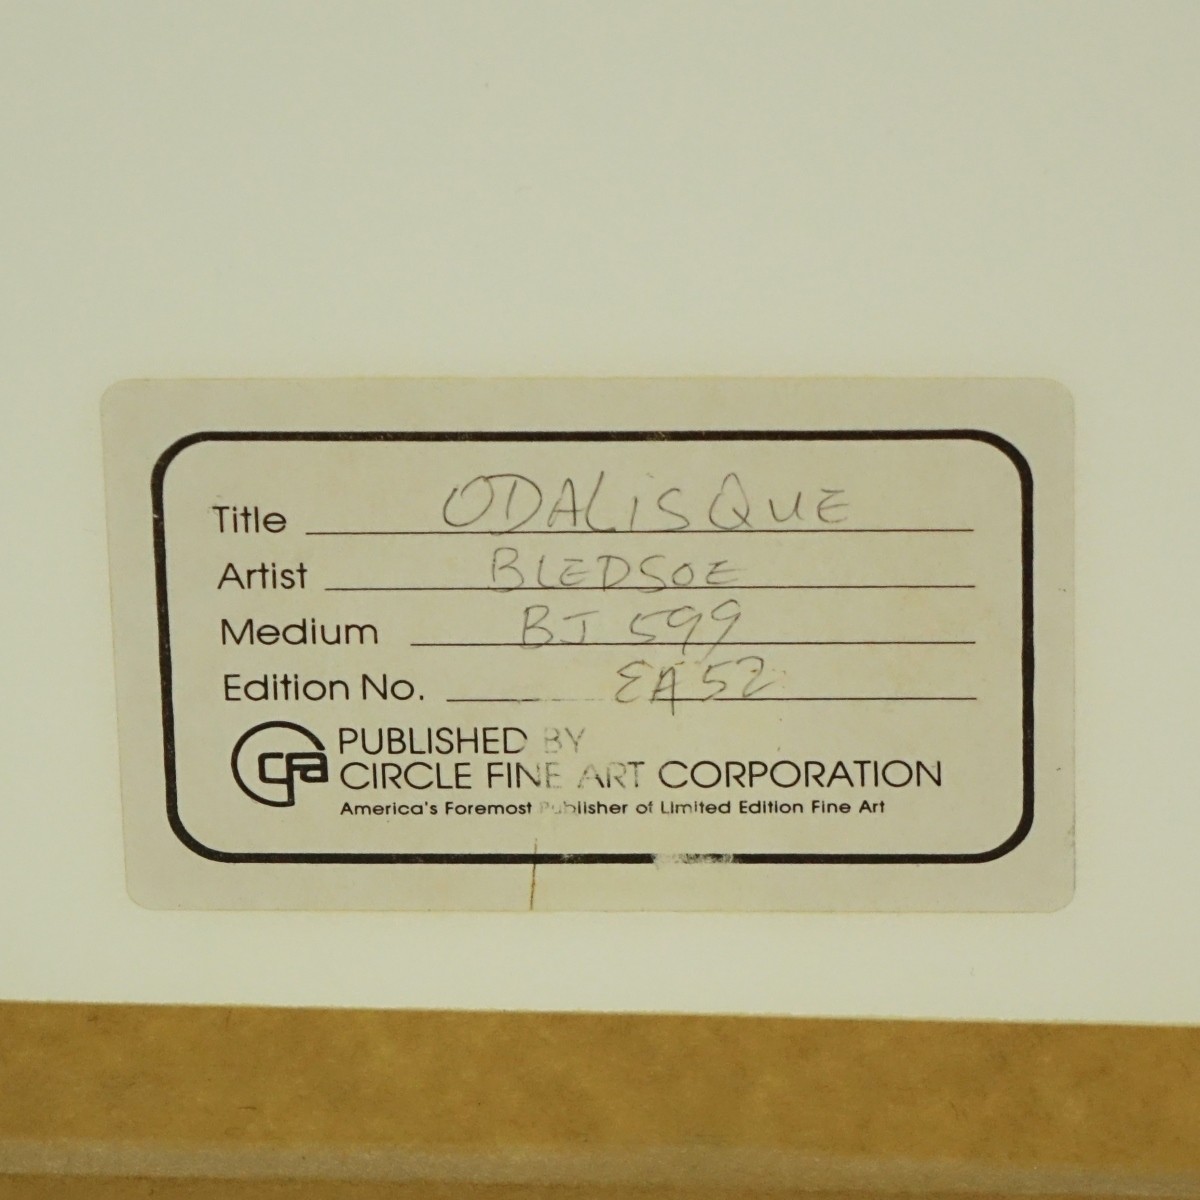 Title ODALiSQUE
Artist BLEDSOE
Medium BJ 599
Edition No. EA 52
cfa PUBLISHED BY
CIRCLE FINE ART CORPORATION
America's Foremost Publisher of Limited Edition Fine Art